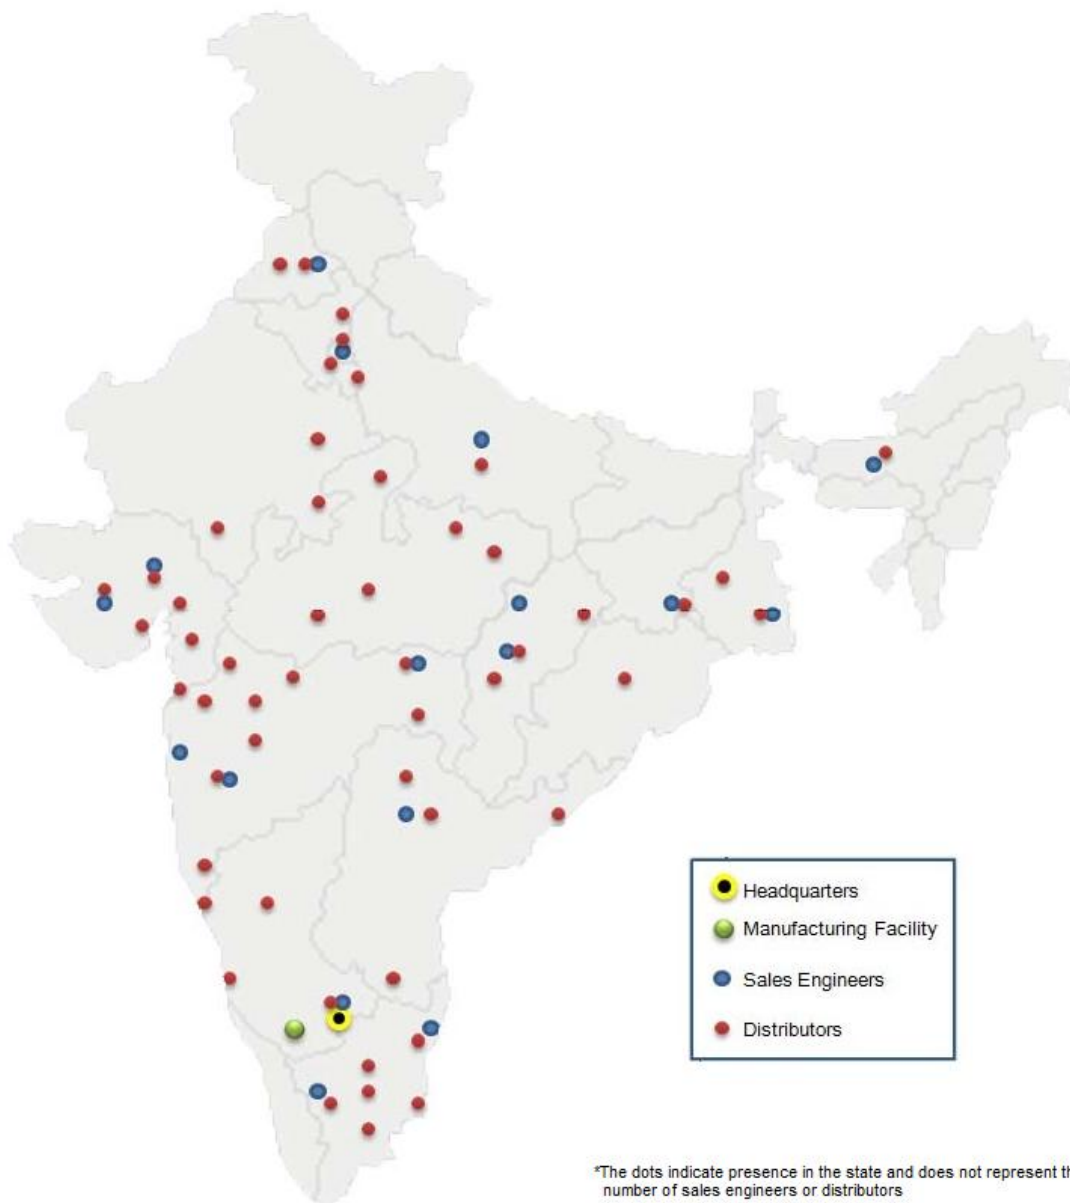 Headquarters
Manufacturing Facility
Sales Engineers
Distributors
*The dots indicate presence in the state and does not represent th
number of sales engineers or distributors